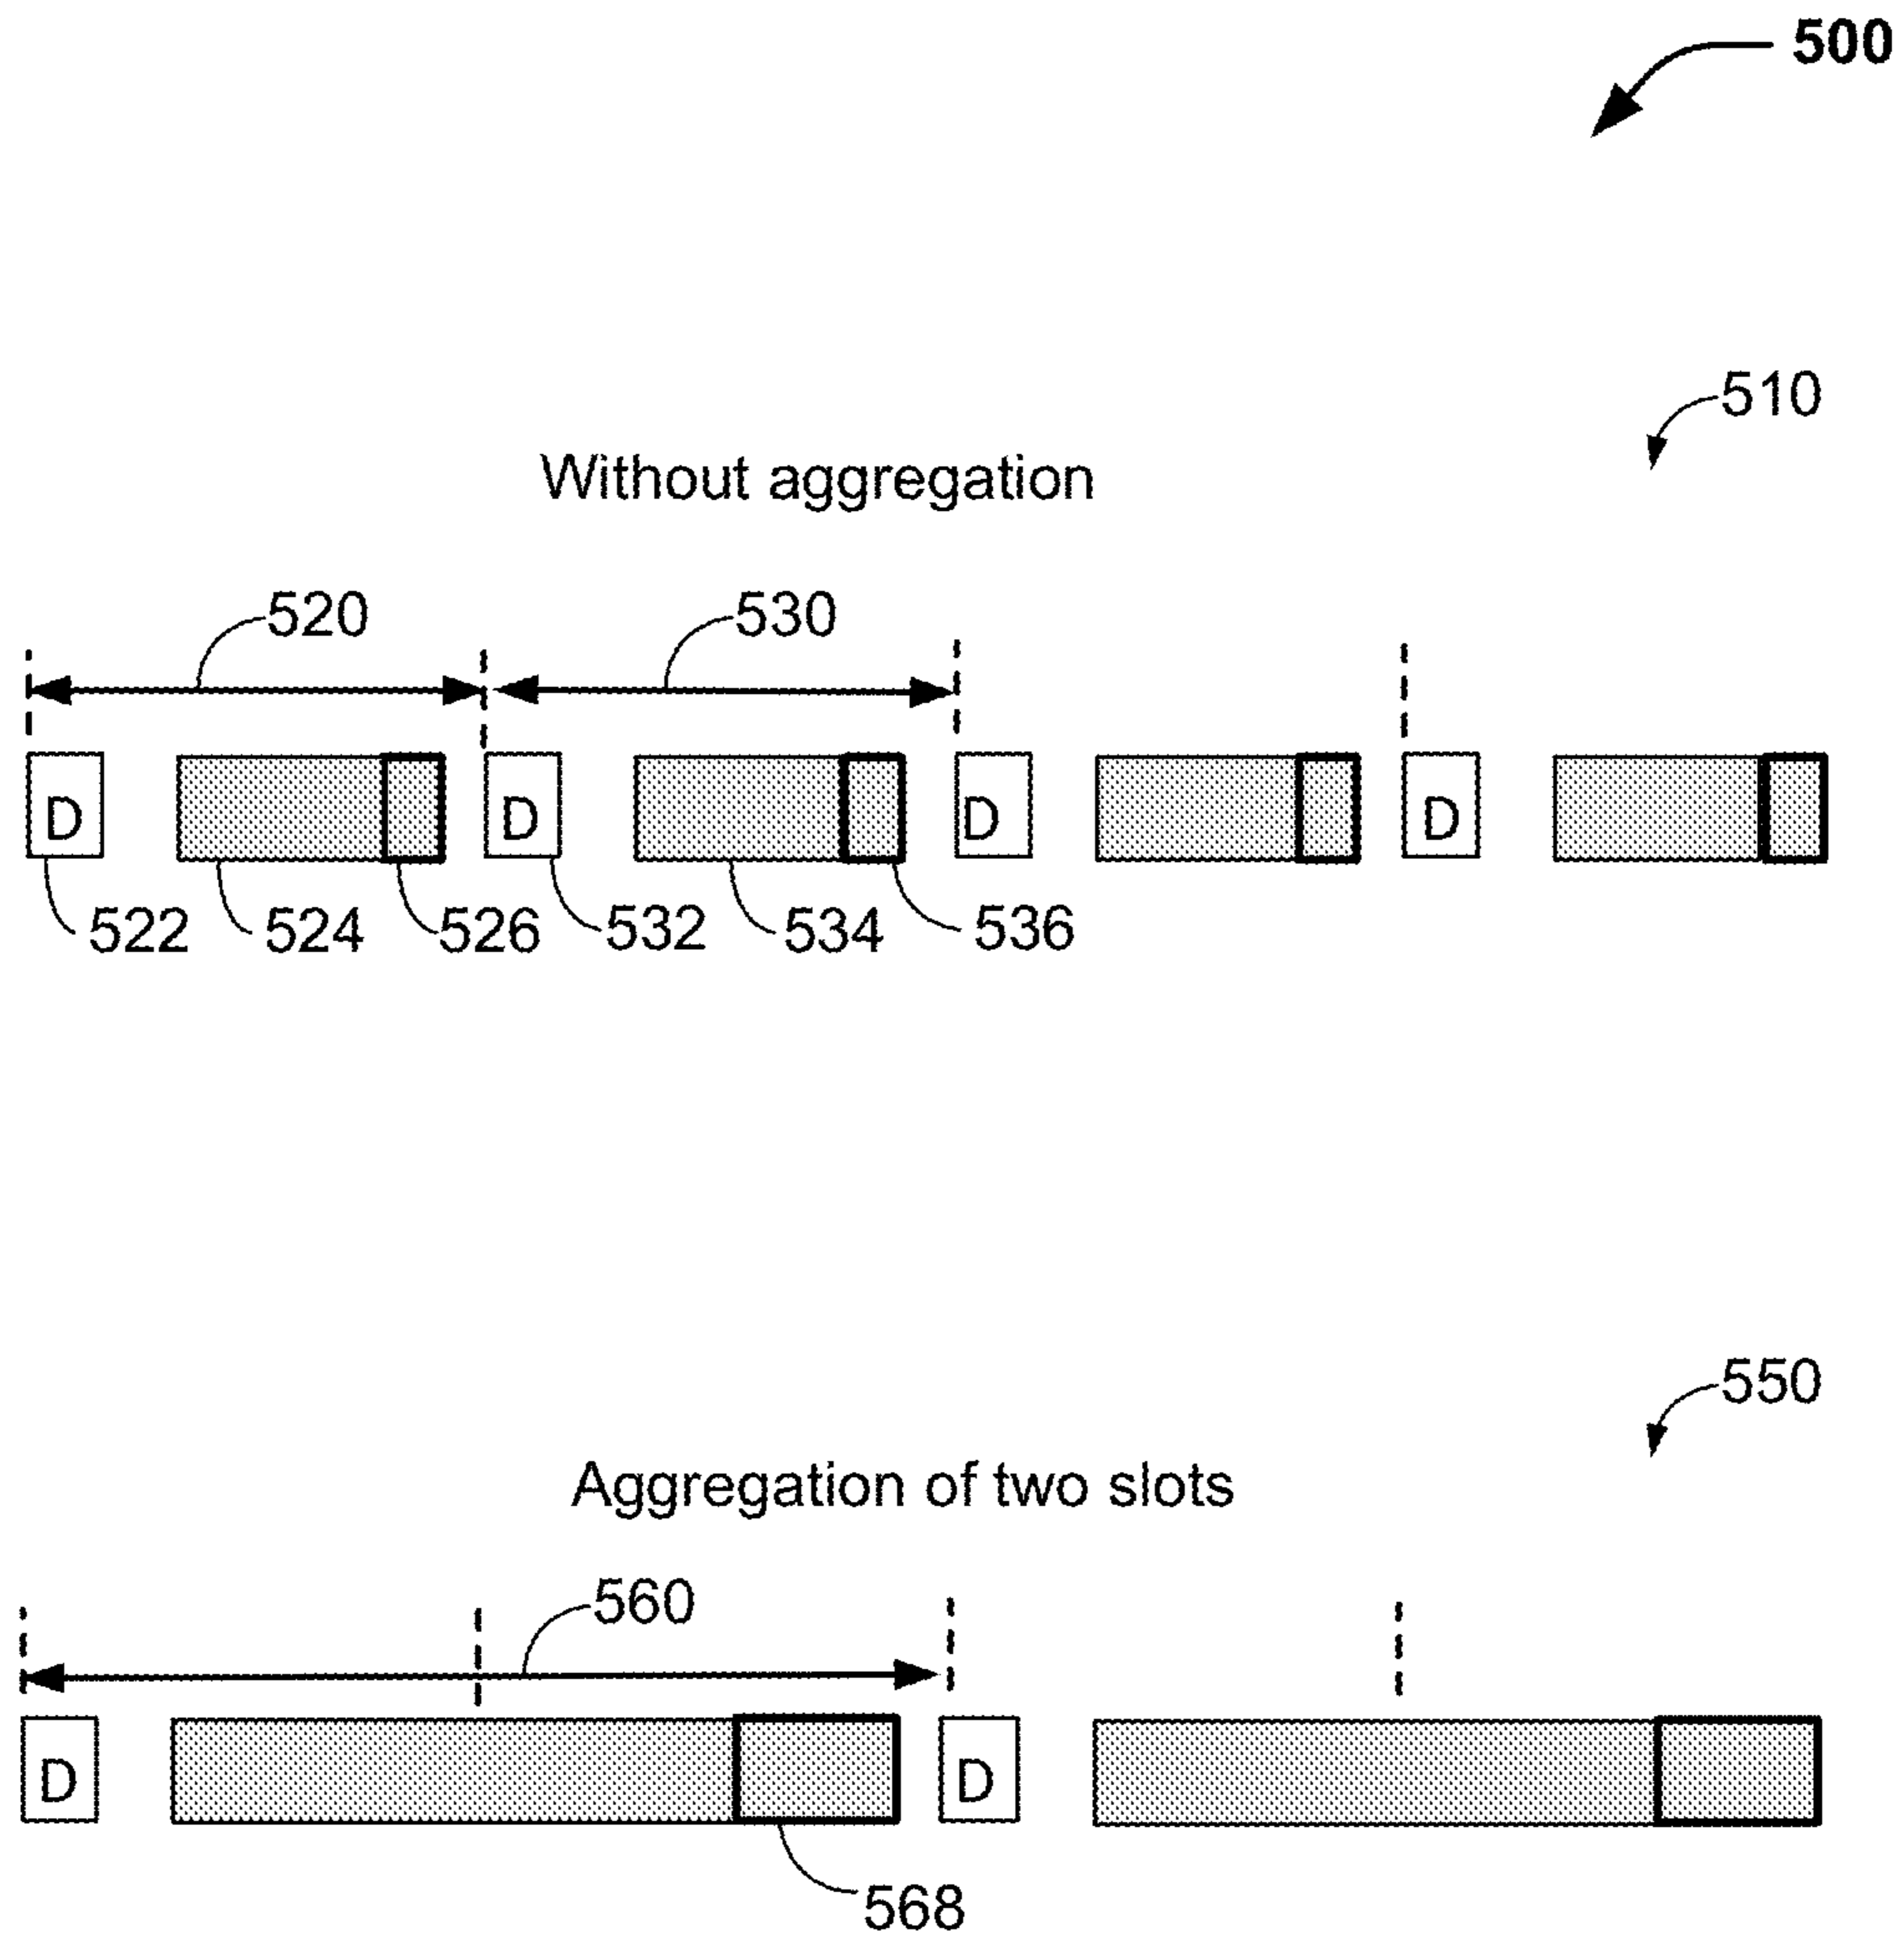 500
510
Without aggregation
520 530
D D D D
522 524 526 532 534 536
550
Aggregation of two slots
560
D D
568